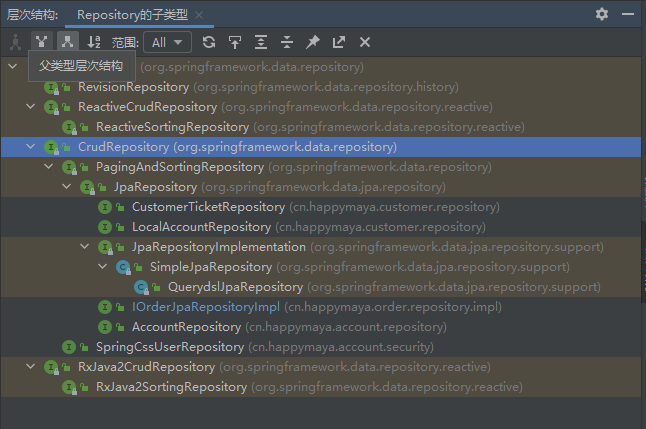 层次结构: Repository的子类型
范围: All
父类型层次结构
(org.springframework.data.repository)
RevisionRepository (org.springframework.data.repository.history)
ReactiveCrudRepository (org.springframework.data.repository.reactive)
ReactiveSortingRepository (org.springframework.data.repository.reactive)
CrudRepository (org.springframework.data.repository)
PagingAndSortingRepository (org.springframework.data.repository)
JpaRepository (org.springframework.data.jpa.repository)
CustomerTicketRepository (cn.happymaya.customer.repository)
LocalAccountRepository (cn.happymaya.customer.repository)
JpaRepositoryImplementation (org.springframework.data.jpa.repository.support)
SimpleJpaRepository (org.springframework.data.jpa.repository.support)
QuerydslJpaRepository (org.springframework.data.jpa.repository.support)
IOrderJpaRepositoryImpl (cn.happymaya.order.repository.impl)
AccountRepository (cn.happymaya.account.repository)
SpringCssUserRepository (cn.happymaya.account.security)
RxJava2CrudRepository (org.springframework.data.repository.reactive)
RxJava2SortingRepository (org.springframework.data.repository.reactive)